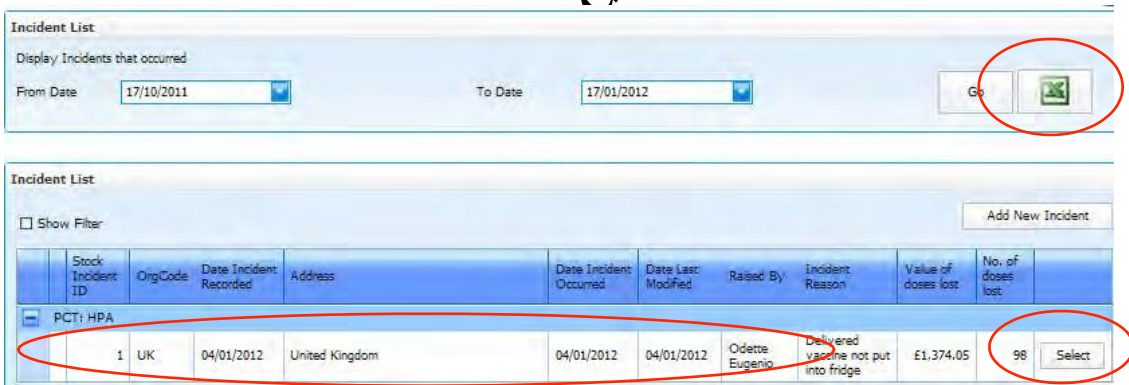 Incident List
Display Incidents that occurred
From Date 17/10/2011 To Date 17/01/2012 Go
Incident List
Show Filter Add New Incident
Stock Incident ID OrgCode Date Incident Recorded Address Date Incident Occurred Date Last Modified Raised By Incident Reason Value of doses lost No. of doses lost
PCT: HPA
1 UK 04/01/2012 United Kingdom 04/01/2012 04/01/2012 Odette Eugenio Delivered vaccine not put into fridge £1,374.05 98 Select